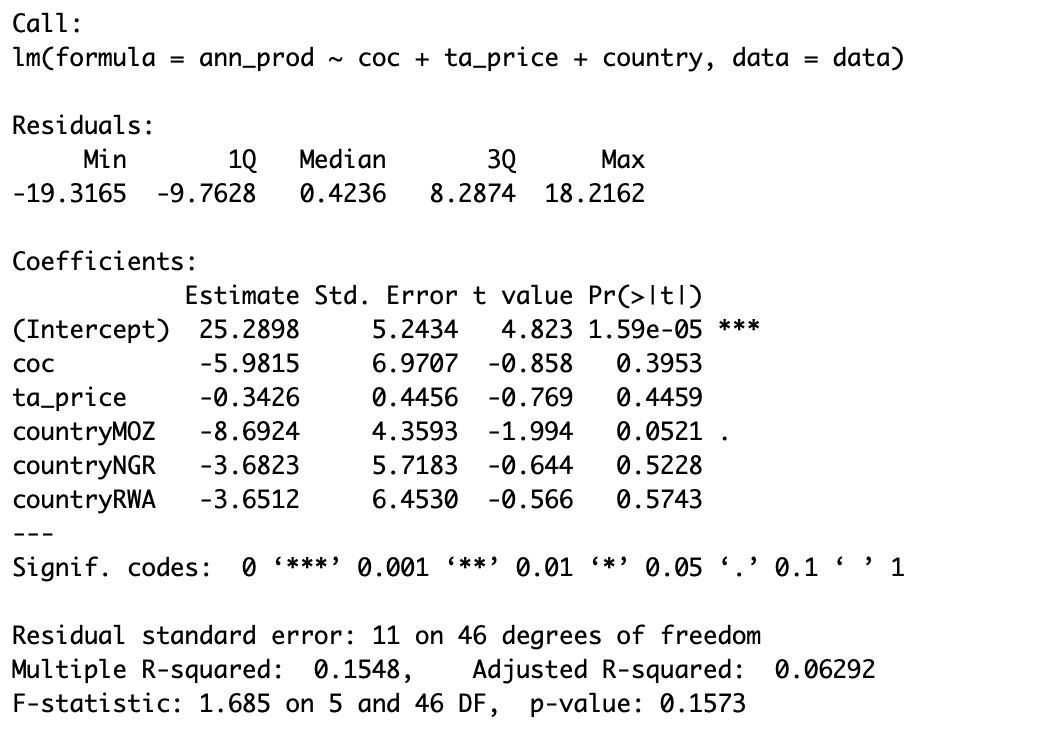 Call:
lm(formula = ann_prod ~ coc + ta_price + country, data = data)
Residuals:
     Min       1Q   Median       3Q      Max
-19.3165  -9.7628   0.4236   8.2874  18.2162
Coefficients:
            Estimate Std. Error t value Pr(>|t|)
(Intercept)  25.2898     5.2434   4.823 1.59e-05 ***
coc          -5.9815     6.9707  -0.858   0.3953
ta_price     -0.3426     0.4456  -0.769   0.4459
countryMOZ   -8.6924     4.3593  -1.994   0.0521 .
countryNGR   -3.6823     5.7183  -0.644   0.5228
countryRWA   -3.6512     6.4530  -0.566   0.5743
---
Signif. codes:  0 ‘***’ 0.001 ‘**’ 0.01 ‘*’ 0.05 ‘.’ 0.1 ‘ ’ 1
Residual standard error: 11 on 46 degrees of freedom
Multiple R-squared:  0.1548,	Adjusted R-squared:  0.06292
F-statistic: 1.685 on 5 and 46 DF,  p-value: 0.1573